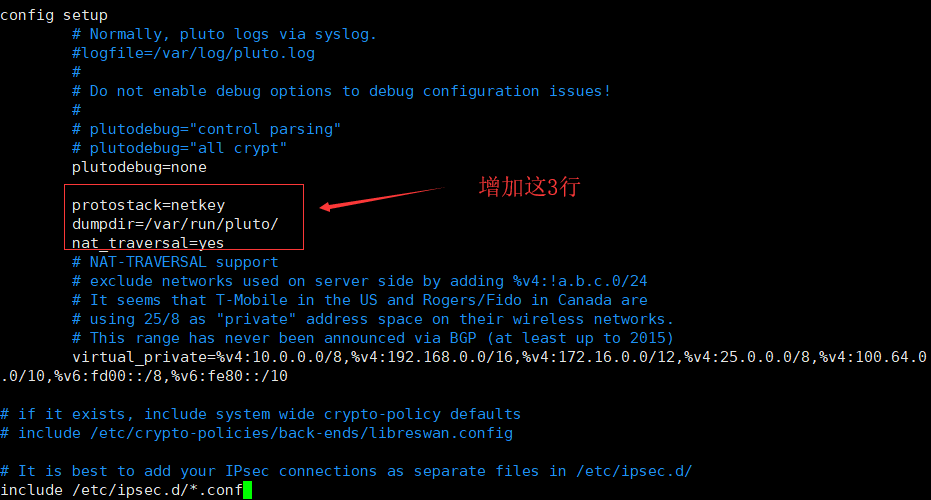 config setup
# Normally, pluto logs via syslog.
#logfile=/var/log/pluto.log
#
# Do not enable debug options to debug configuration issues!
#
# plutodebug="control parsing"
# plutodebug="all crypt"
plutodebug=none
增加这3行
protostack=netkey
dumpdir=/var/run/pluto/
nat_traversal=yes
# NAT-TRAVERSAL support
# exclude networks used on server side by adding %v4:!a.b.c.0/24
# It seems that T-Mobile in the US and Rogers/Fido in Canada are
# using 25/8 as "private" address space on their wireless networks.
# This range has never been announced via BGP (at least up to 2015)
virtual_private=%v4:10.0.0.0/8,%v4:192.168.0.0/16,%v4:172.16.0.0/12,%v4:25.0.0.0/8,%v4:100.64.0
.0/10,%v6:fd00::/8,%v6:fe80::/10
# if it exists, include system wide crypto-policy defaults
# include /etc/crypto-policies/back-ends/libreswan.config
# It is best to add your IPsec connections as separate files in /etc/ipsec.d/
include /etc/ipsec.d/*.conf